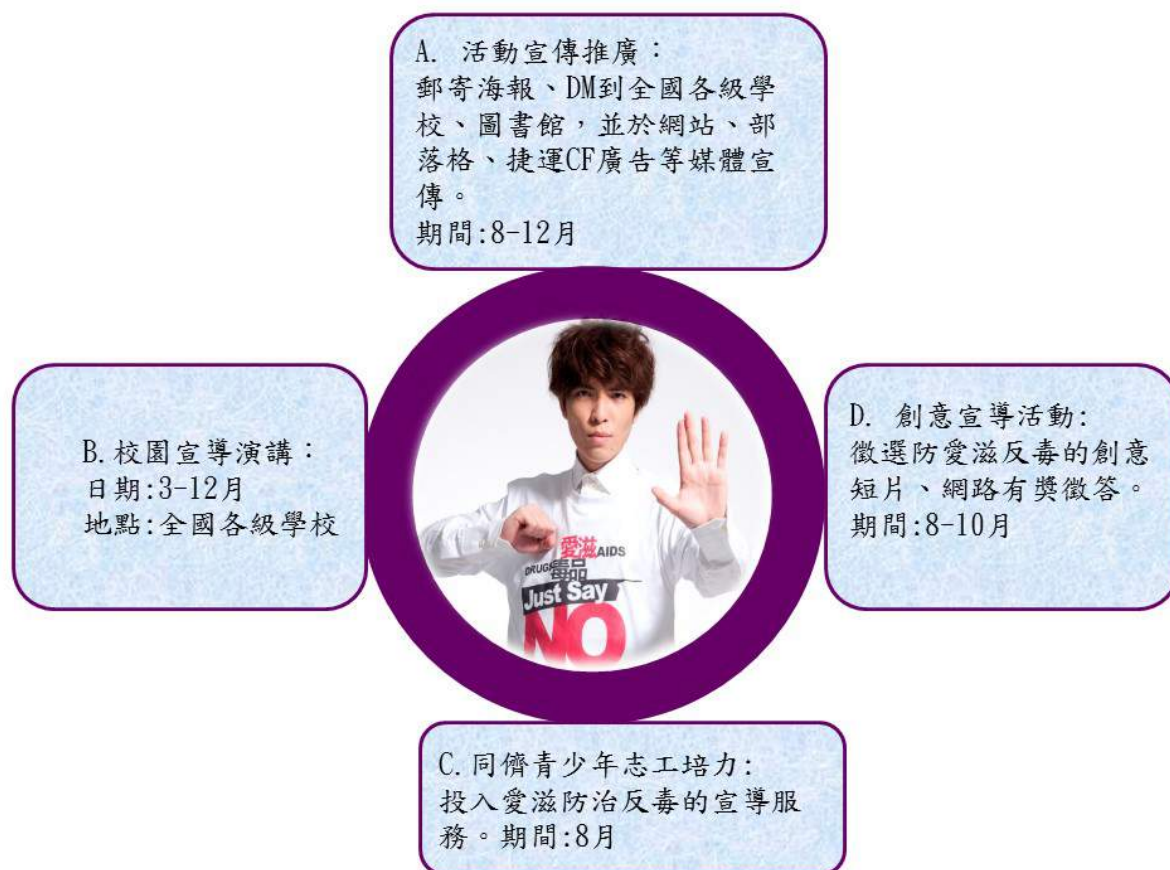 A. 活動宣傳推廣：
郵寄海報、DM到全國各級學
校、圖書館，並於網站、部
落格、捷運CF廣告等媒體宣
傳。
期間:8-12月
B.校園宣導演講：
日期:3-12月
地點:全國各級學校
D. 創意宣導活動:
徵選防愛滋反毒的創意
短片、網路有獎徵答。
期間:8-10月
愛滋AIDS
DRUGS毒品
Just Say
NO
C.同儕青少年志工培力:
投入愛滋防治反毒的宣導服
務。期間:8月